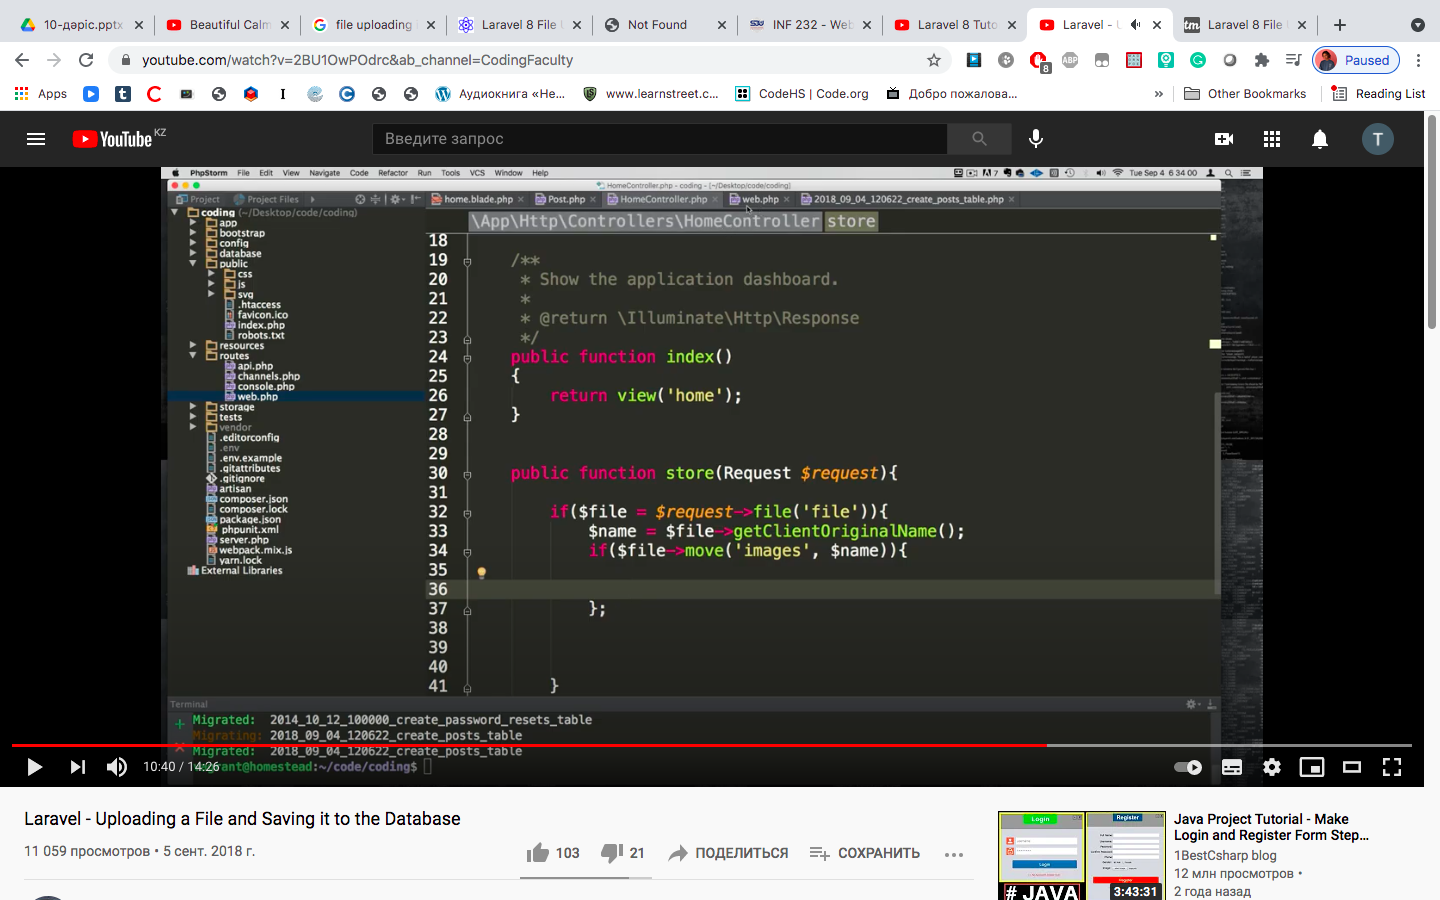 10-дәріс.pptx
Beautiful Calm
file uploading
Laravel 8 File U
Not Found
INF 232 - Web
Laravel 8 Tuto
Laravel - U
Laravel 8 File
youtube.com/watch?v=2BU1OwPOdrc&ab_channel=CodingFaculty
8
ABP
Paused
Apps
Аудиокнига «Не...
www.learnstreet.c...
CodeHS | Code.org
Добро пожалова...
»
Other Bookmarks
Reading List
YouTube KZ
Введите запрос
T
PhpStorm File Edit View Navigate Code Refactor Run Tools VCS Window Help
Tue Sep 4 6 34 00
HomeController.php - coding - [~/Desktop/code/coding]
Project
Project Files
home.blade.php
Post.php
HomeController.php
web.php
2018_09_04_120622_create_posts_table.php
coding (~/Desktop/code/coding)
app
bootstrap
config
database
public
css
js
svg
.htaccess
favicon.ico
index.php
robots.txt
resources
routes
api.php
channels.php
console.php
web.php
storage
tests
vendor
.editorconfig
.env
.env.example
.gitattributes
.gitignore
artisan
composer.json
composer.lock
package.json
phpunit.xml
server.php
webpack.mix.js
yarn.lock
External Libraries
\App\Http\Controllers\HomeController store
18
19 /**
20 * Show the application dashboard.
21 *
22 * @return \Illuminate\Http\Response
23 */
24 public function index()
25 {
26 return view('home');
27 }
28
29
30 public function store(Request $request){
31
32 if($file = $request->file('file')){
33 $name = $file->getClientOriginalName();
34 if($file->move('images', $name)){
35
36
37 };
38
39
40
41 }
Terminal
Migrated: 2014_10_12_100000_create_password_resets_table
Migrating: 2018_09_04_120622_create_posts_table
Migrated: 2018_09_04_120622_create_posts_table
vagrant@homestead:~/code/coding$
10:40 / 14:26
Laravel - Uploading a File and Saving it to the Database
11 059 просмотров • 5 сент. 2018 г.
103
21
ПОДЕЛИТЬСЯ
СОХРАНИТЬ
Login
Register
# JAVA
3:43:31
Java Project Tutorial - Make
Login and Register Form Step...
1BestCsharp blog
12 млн просмотров •
2 года назад